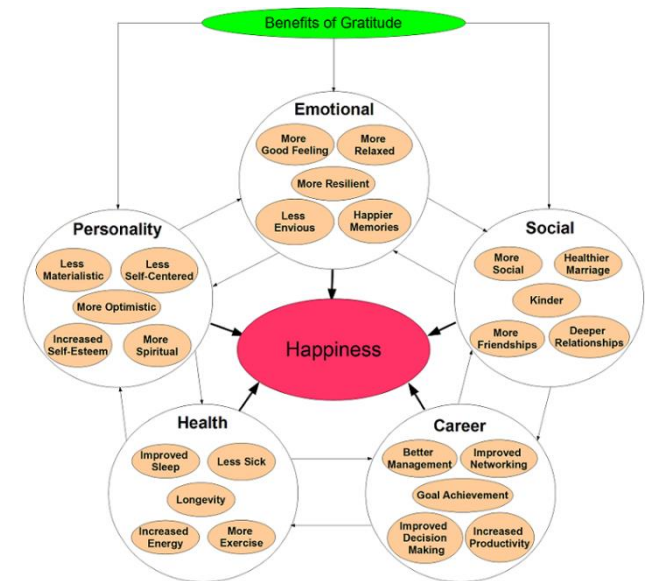 Benefits of Gratitude
Emotional
More
Good Feeling
More
Relaxed
More Resilient
Less
Envious
Happier
Memories
Personality
Less
Materialistic
Less
Self-Centered
More Optimistic
Increased
Self-Esteem
More
Spiritual
Social
More
Social
Healthier
Marriage
Kinder
More
Friendships
Deeper
Relationships
Happiness
Health
Improved
Sleep
Less Sick
Longevity
Increased
Energy
More
Exercise
Career
Better
Management
Improved
Networking
Goal Achievement
Improved
Decision
Making
Increased
Productivity